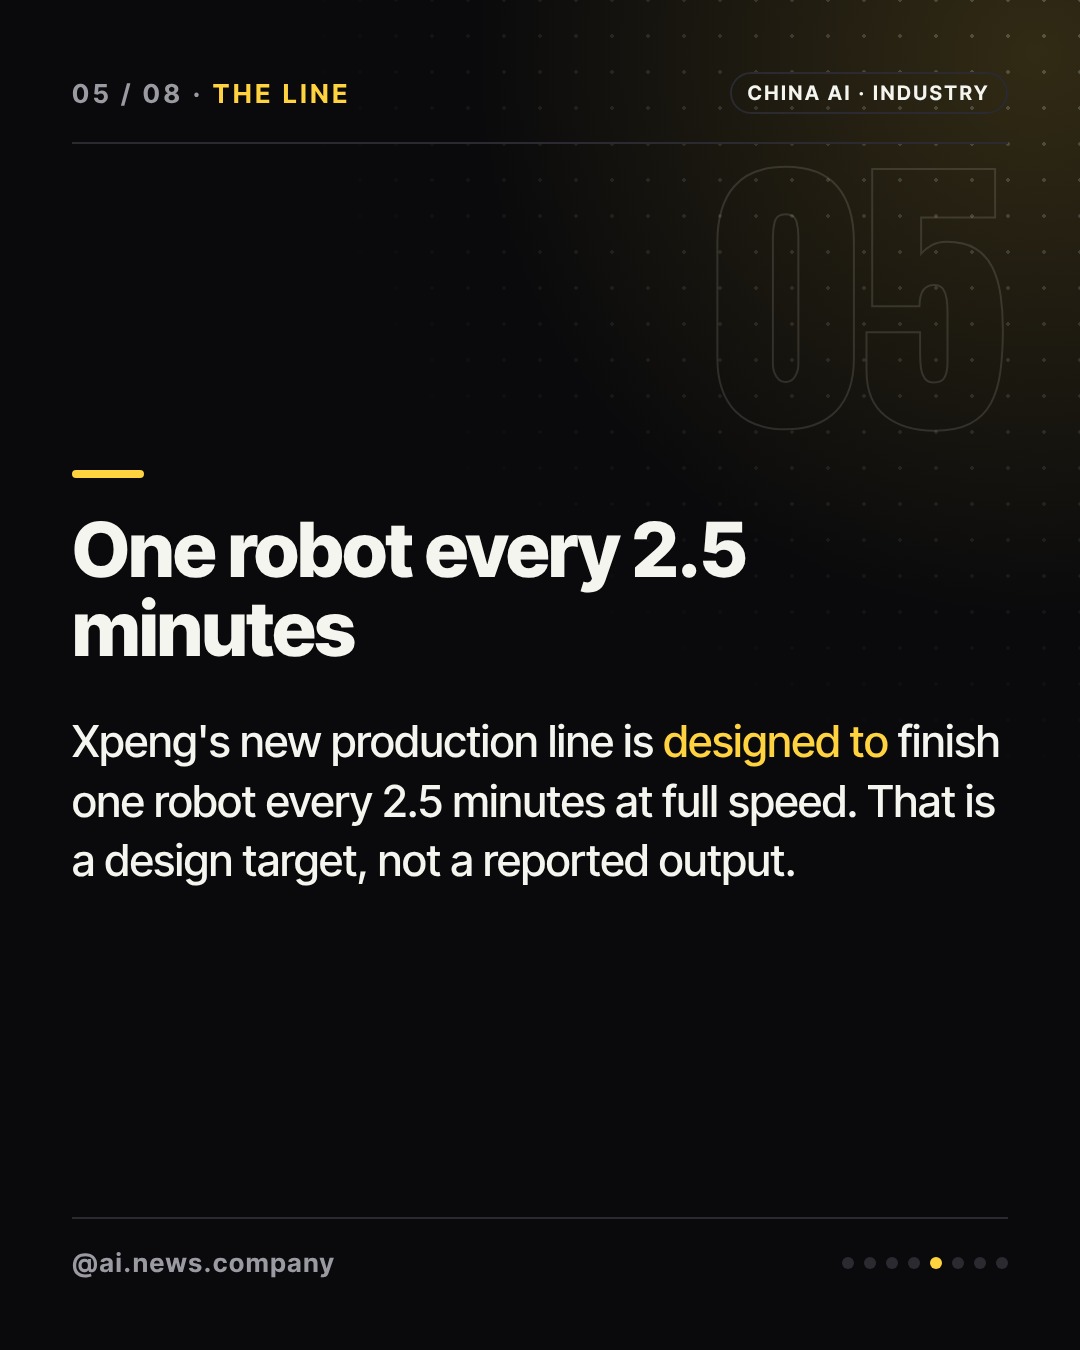 05 / 08 · THE LINE
CHINA AI · INDUSTRY
05
One robot every 2.5
minutes
Xpeng's new production line is designed to finish
one robot every 2.5 minutes at full speed. That is
a design target, not a reported output.
@ai.news.company